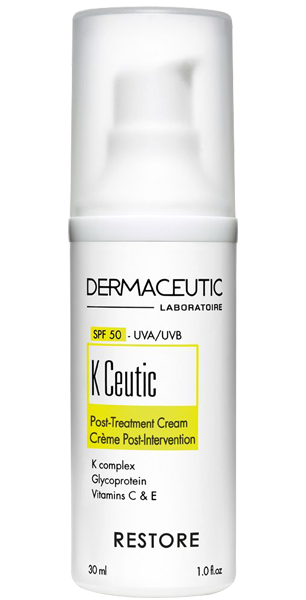 DERMACEUTIC
LABORATOIRE
SPF 50 - UVA/UVB
K Ceutic
Post-Treatment Cream
Crème Post-Intervention
K complex
Glycoprotein
Vitamins C & E
RESTORE
30 ml 1.0 fl.oz